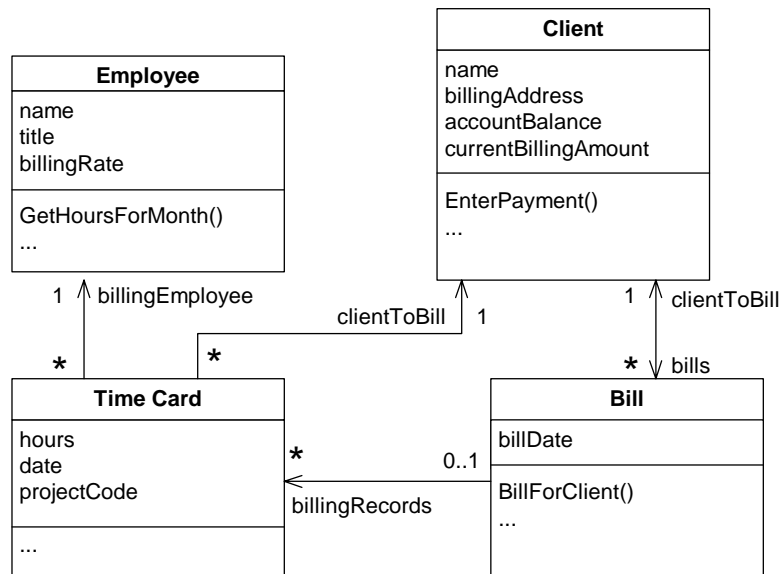 Employee
name
title
billingRate
GetHoursForMonth()
...
Client
name
billingAddress
accountBalance
currentBillingAmount
EnterPayment()
...
1
billingEmployee
*
clientToBill
1
*
1
clientToBill
*
bills
Time Card
hours
date
projectCode
...
*
billingRecords
0..1
Bill
billDate
BillForClient()
...